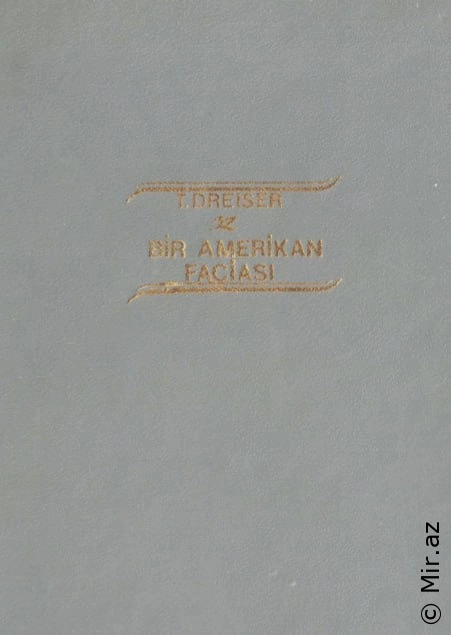 T.DREISER
BİR AMERİKAN
FACİASI
© Mir.az